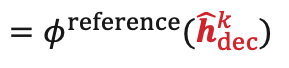 = ϕ^reference(ĥ^k_dec)